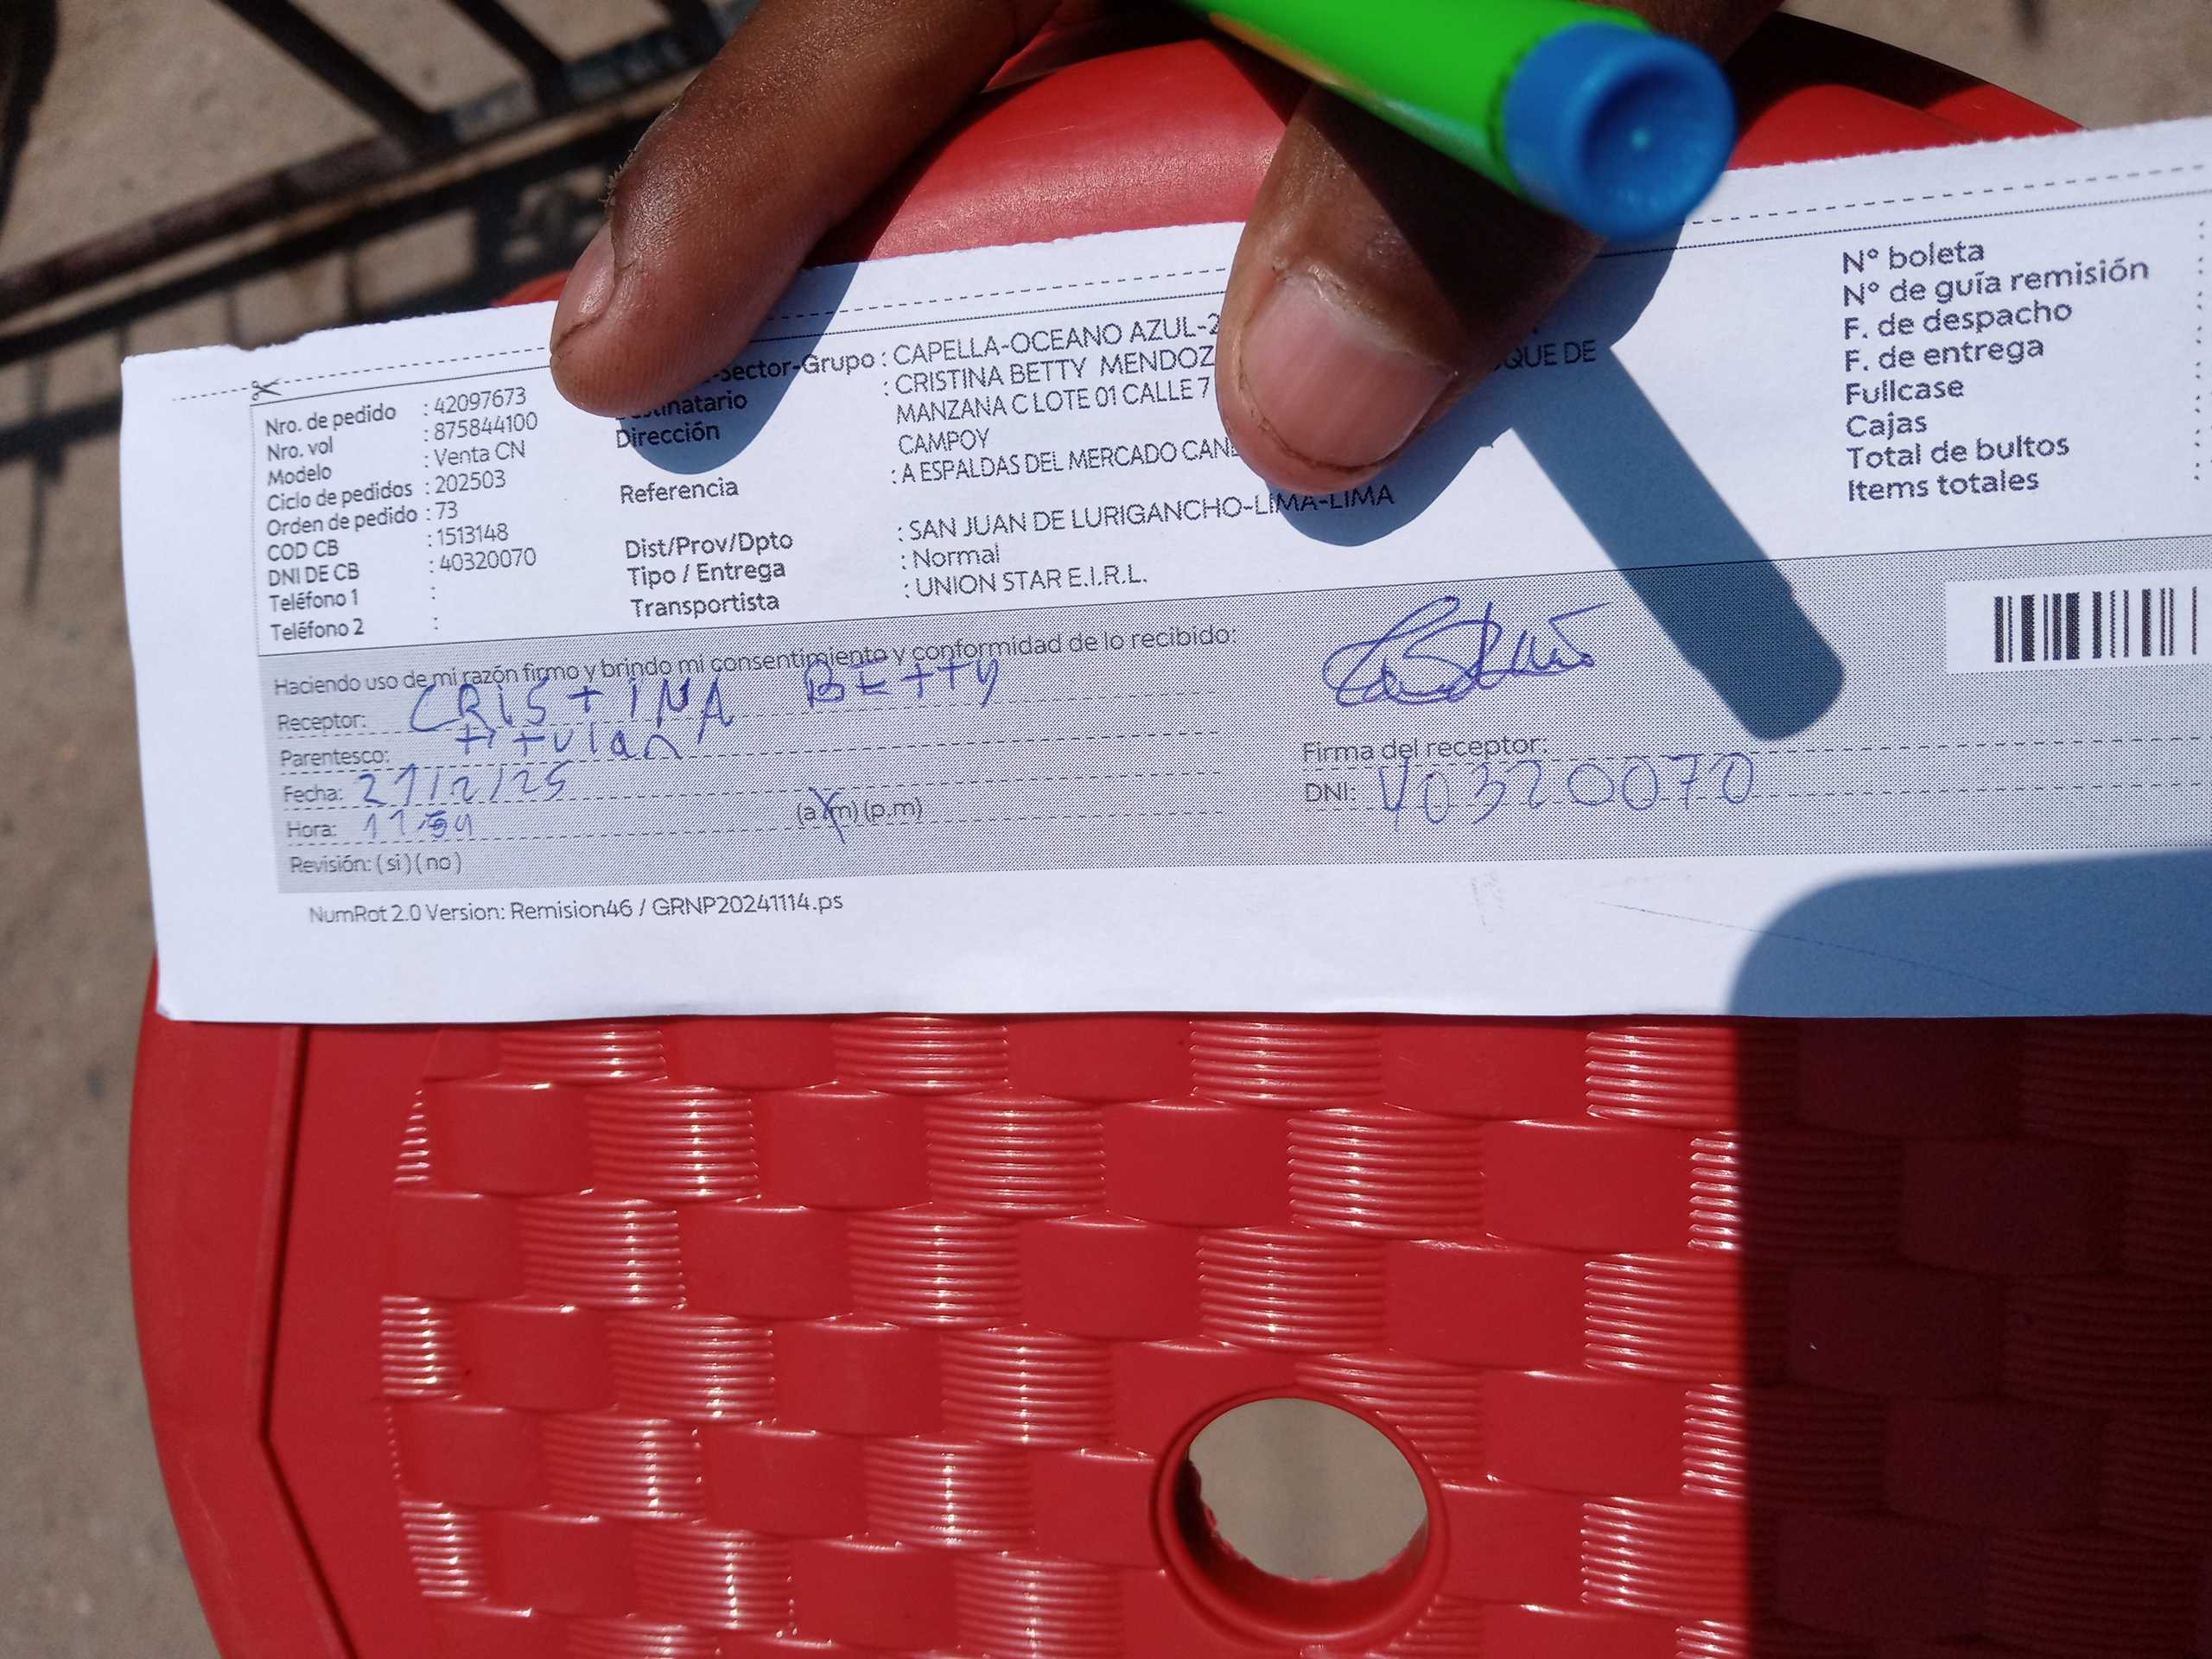 Nro. de pedido : 42097673
Nro. vol : 875844100
Modelo : Venta CN
Ciclo de pedidos : 202503
Orden de pedido : 73
COD CB : 1513148
DNI DE CB : 40320070
Teléfono 1 :
Teléfono 2 :
Sector-Grupo : CAPELLA-OCEANO AZUL-2
: CRISTINA BETTY MENDOZ
Dirección MANZANA C LOTE 01 CALLE 7 QUE DE
CAMPOY
Referencia : A ESPALDAS DEL MERCADO
Dist/Prov/Dpto : SAN JUAN DE LURIGANCHO-LIMA-LIMA
Tipo / Entrega : Normal
Transportista : UNION STAR E.I.R.L.
N° boleta :
N° de guía remisión :
F. de despacho :
F. de entrega :
Fullcase :
Cajas :
Total de bultos :
Items totales :
Haciendo uso de mi razón firmo y brindo mi consentimiento y conformidad de lo recibido:
Receptor: CRIStINA BEtty
Parentesco: titular
Fecha: 21/2/25
Hora: 11:54 (a.m) (p.m)
Revisión: ( si ) ( no )
Firma del receptor:
DNI: 40320070
NumRot 2.0 Version: Remision46 / GRNP20241114.ps